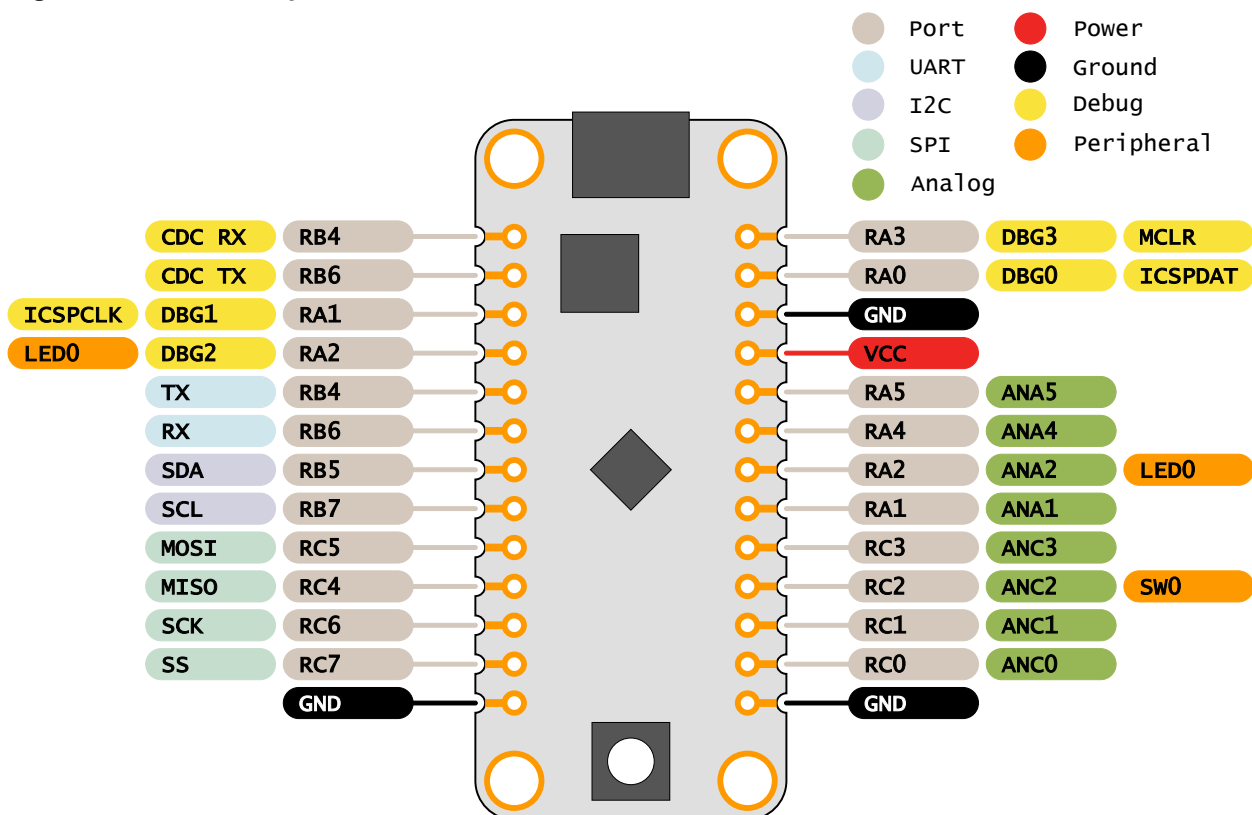 Port Power
UART Ground
I2C Debug
SPI Peripheral
Analog
CDC RX RB4 RA3 DBG3 MCLR
CDC TX RB6 RA0 DBG0 ICSPDAT
ICSPCLK DBG1 RA1 GND
LED0 DBG2 RA2 VCC
TX RB4 RA5 ANA5
RX RB6 RA4 ANA4
SDA RB5 RA2 ANA2 LED0
SCL RB7 RA1 ANA1
MOSI RC5 RC3 ANC3
MISO RC4 RC2 ANC2 SW0
SCK RC6 RC1 ANC1
SS RC7 RC0 ANC0
GND GND